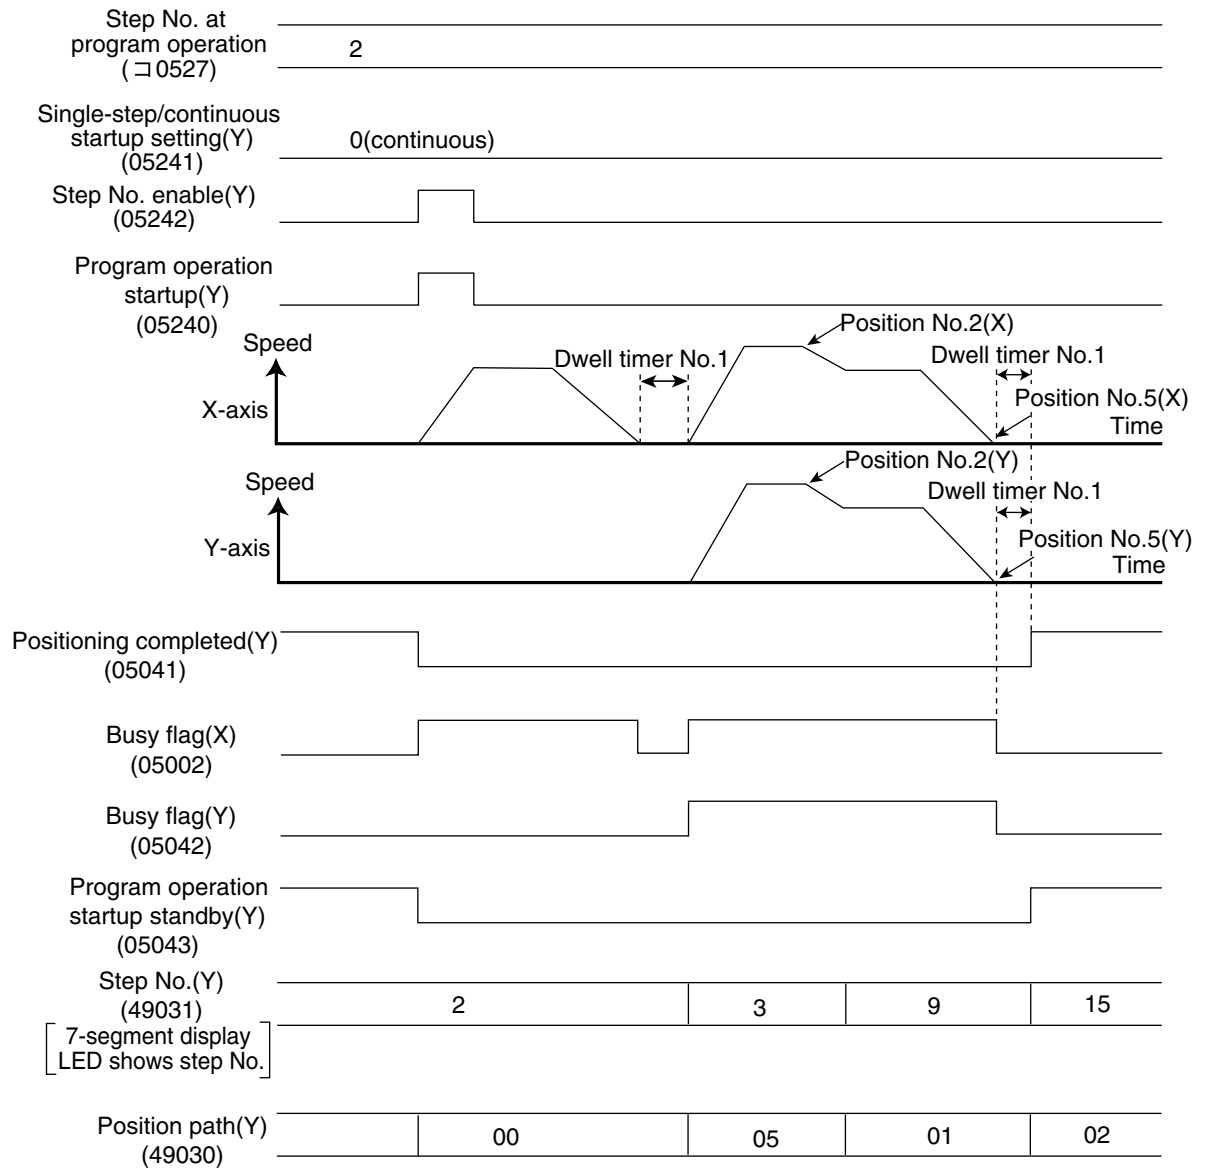 Step No. at
program operation
(コ0527)
2
Single-step/continuous
startup setting(Y)
(05241)
0(continuous)
Step No. enable(Y)
(05242)
Program operation
startup(Y)
(05240)
Speed
X-axis
Dwell timer No.1
Position No.2(X)
Dwell timer No.1
Position No.5(X)
Time
Speed
Y-axis
Position No.2(Y)
Dwell timer No.1
Position No.5(Y)
Time
Positioning completed(Y)
(05041)
Busy flag(X)
(05002)
Busy flag(Y)
(05042)
Program operation
startup standby(Y)
(05043)
Step No.(Y)
(49031)
2 3 9 15
7-segment display
LED shows step No.
Position path(Y)
(49030)
00 05 01 02